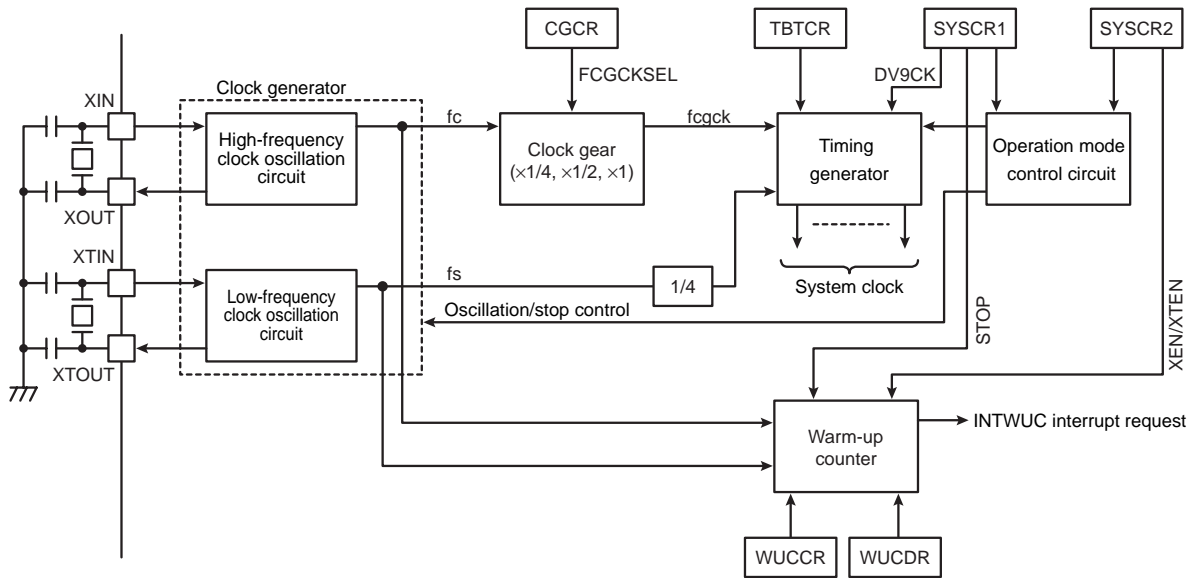 CGCR
TBTCR
SYSCR1
SYSCR2
FCGCKSEL
DV9CK
XIN
Clock generator
High-frequency
clock oscillation
circuit
fc
Clock gear
(×1/4, ×1/2, ×1)
fcgck
Timing
generator
Operation mode
control circuit
XOUT
XTIN
Low-frequency
clock oscillation
circuit
fs
1/4
System clock
Oscillation/stop control
STOP
XEN/XTEN
XTOUT
Warm-up
counter
INTWUC interrupt request
WUCCR
WUCDR